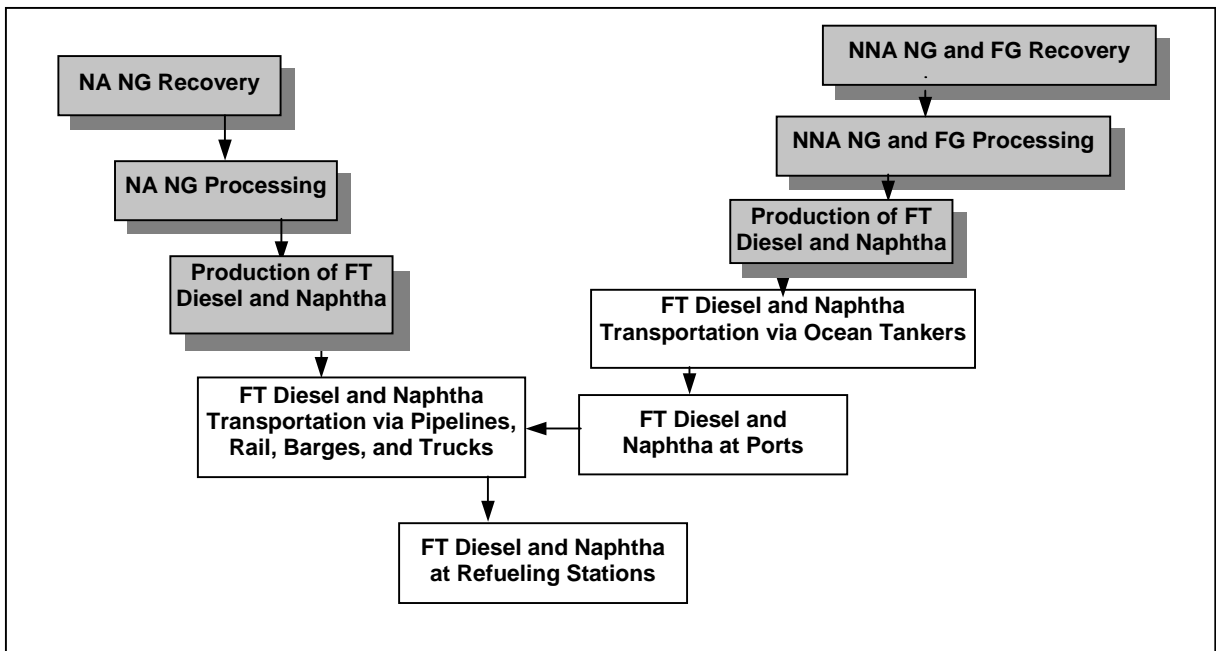 NA NG Recovery
NNA NG and FG Recovery
.
NA NG Processing
NNA NG and FG Processing
Production of FT
Diesel and Naphtha
Production of FT
Diesel and Naphtha
FT Diesel and Naphtha
Transportation via Ocean Tankers
FT Diesel and Naphtha
Transportation via Pipelines,
Rail, Barges, and Trucks
FT Diesel and
Naphtha at Ports
FT Diesel and Naphtha
at Refueling Stations